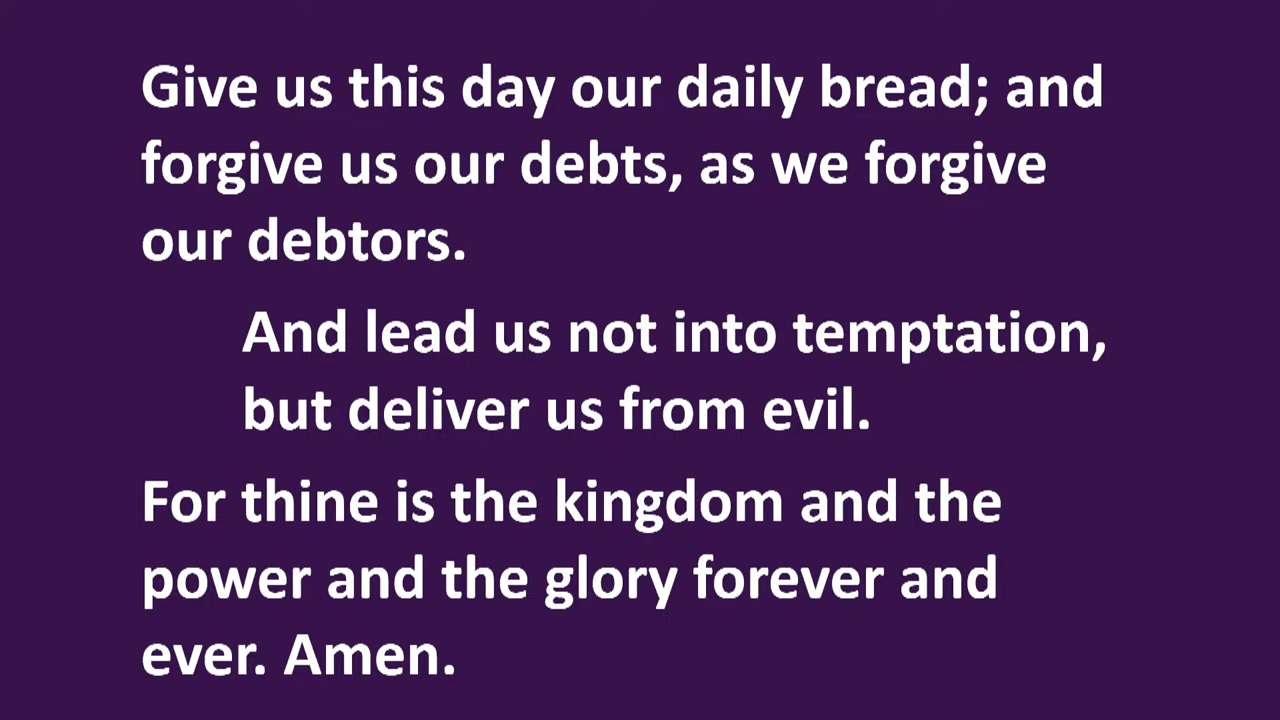 Give us this day our daily bread; and
forgive us our debts, as we forgive
our debtors.
And lead us not into temptation,
but deliver us from evil.
For thine is the kingdom and the
power and the glory forever and
ever. Amen.